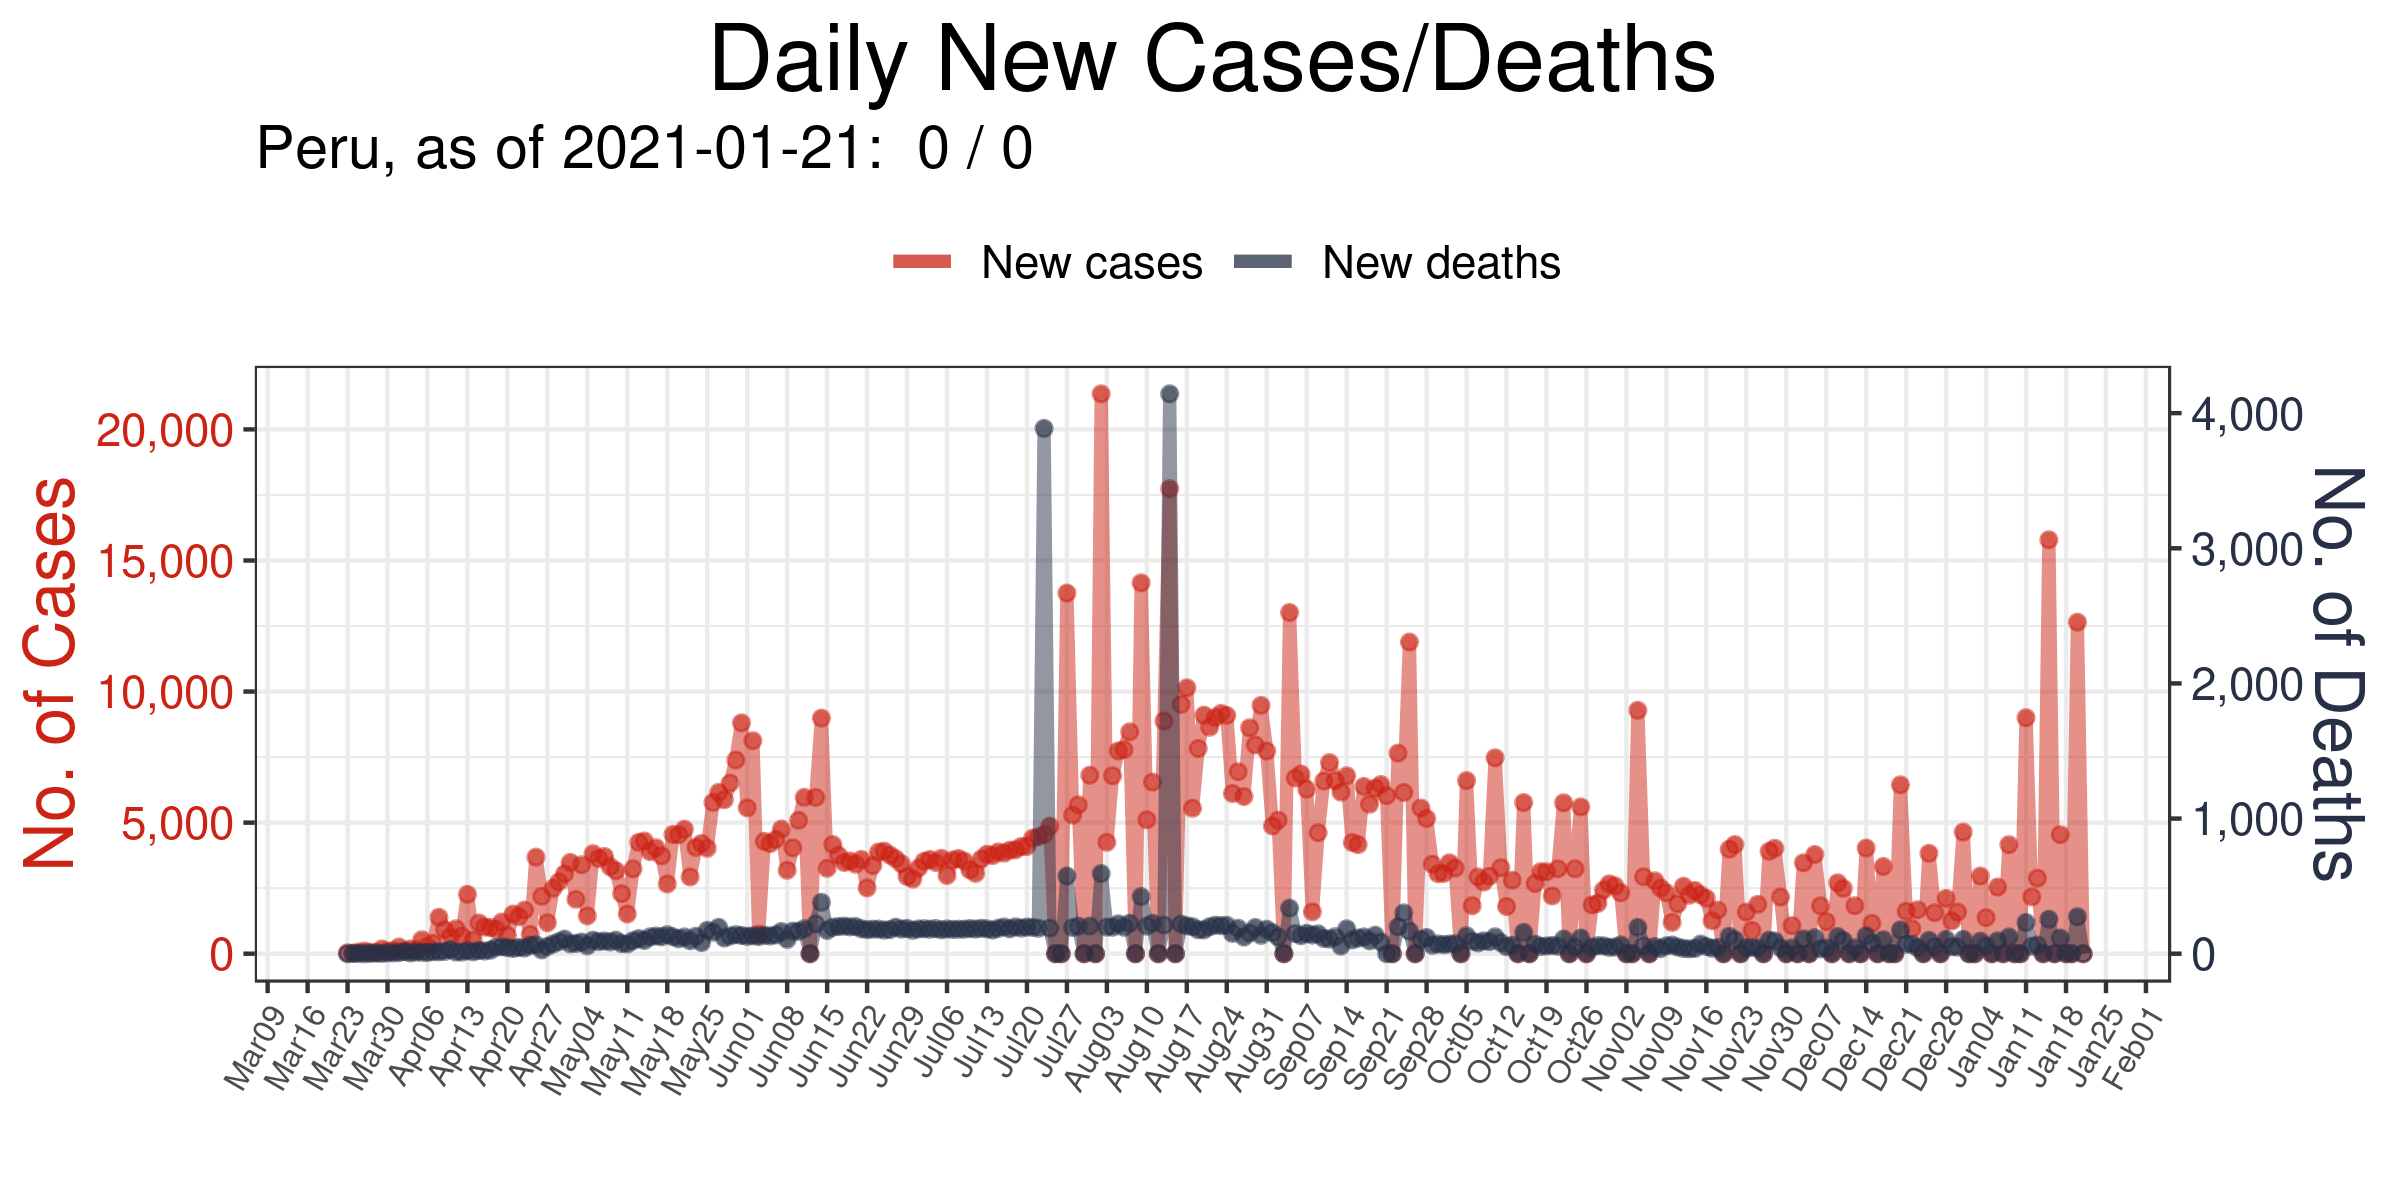 Daily New Cases/Deaths
Peru, as of 2021-01-21:  0 / 0
New cases
New deaths
No. of Cases
20,000
15,000
10,000
5,000
0
4,000
3,000
2,000
1,000
0
No. of Deaths
Mar09
Mar16
Mar23
Mar30
Apr06
Apr13
Apr20
Apr27
May04
May11
May18
May25
Jun01
Jun08
Jun15
Jun22
Jun29
Jul06
Jul13
Jul20
Jul27
Aug03
Aug10
Aug17
Aug24
Aug31
Sep07
Sep14
Sep21
Sep28
Oct05
Oct12
Oct19
Oct26
Nov02
Nov09
Nov16
Nov23
Nov30
Dec07
Dec14
Dec21
Dec28
Jan04
Jan11
Jan18
Jan25
Feb01